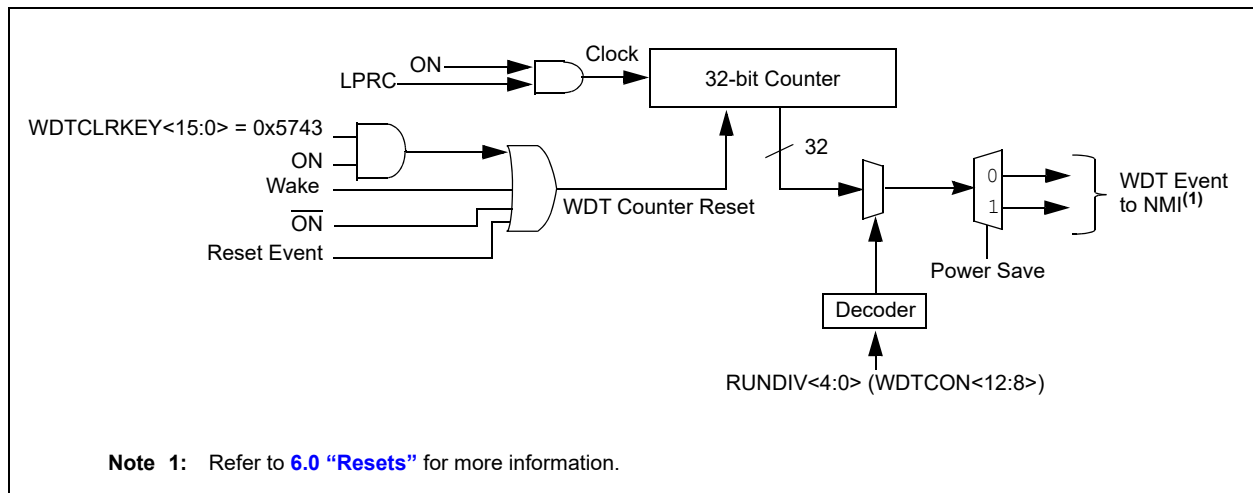 ON
LPRC
Clock
32-bit Counter
WDTCLRKEY<15:0> = 0x5743
ON
Wake
ON
Reset Event
WDT Counter Reset
32
0
1
WDT Event
to NMI(1)
Power Save
Decoder
RUNDIV<4:0> (WDTCON<12:8>)
Note 1: Refer to 6.0 “Resets” for more information.